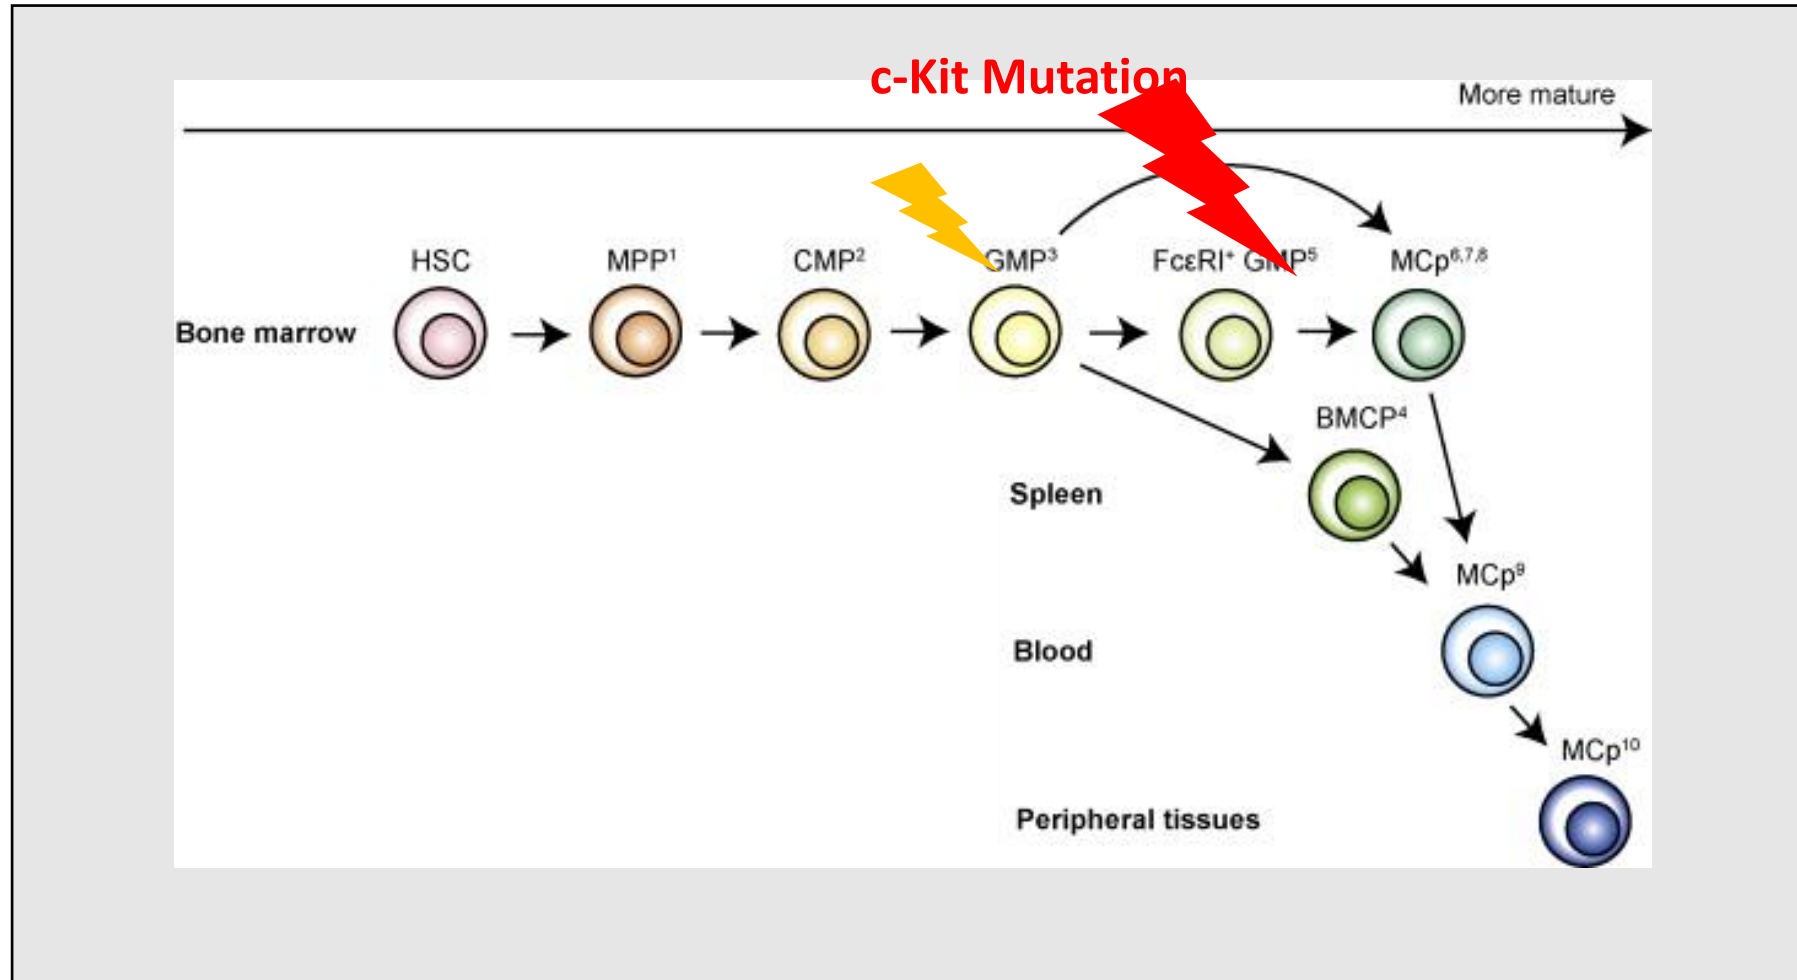 c-Kit Mutation
More mature
HSC MPP¹ CMP² GMP³ FcεRI⁺ GMP⁵ MCp⁶,⁷,⁸
Bone marrow
BMCP⁴
Spleen
MCp⁹
Blood
MCp¹⁰
Peripheral tissues